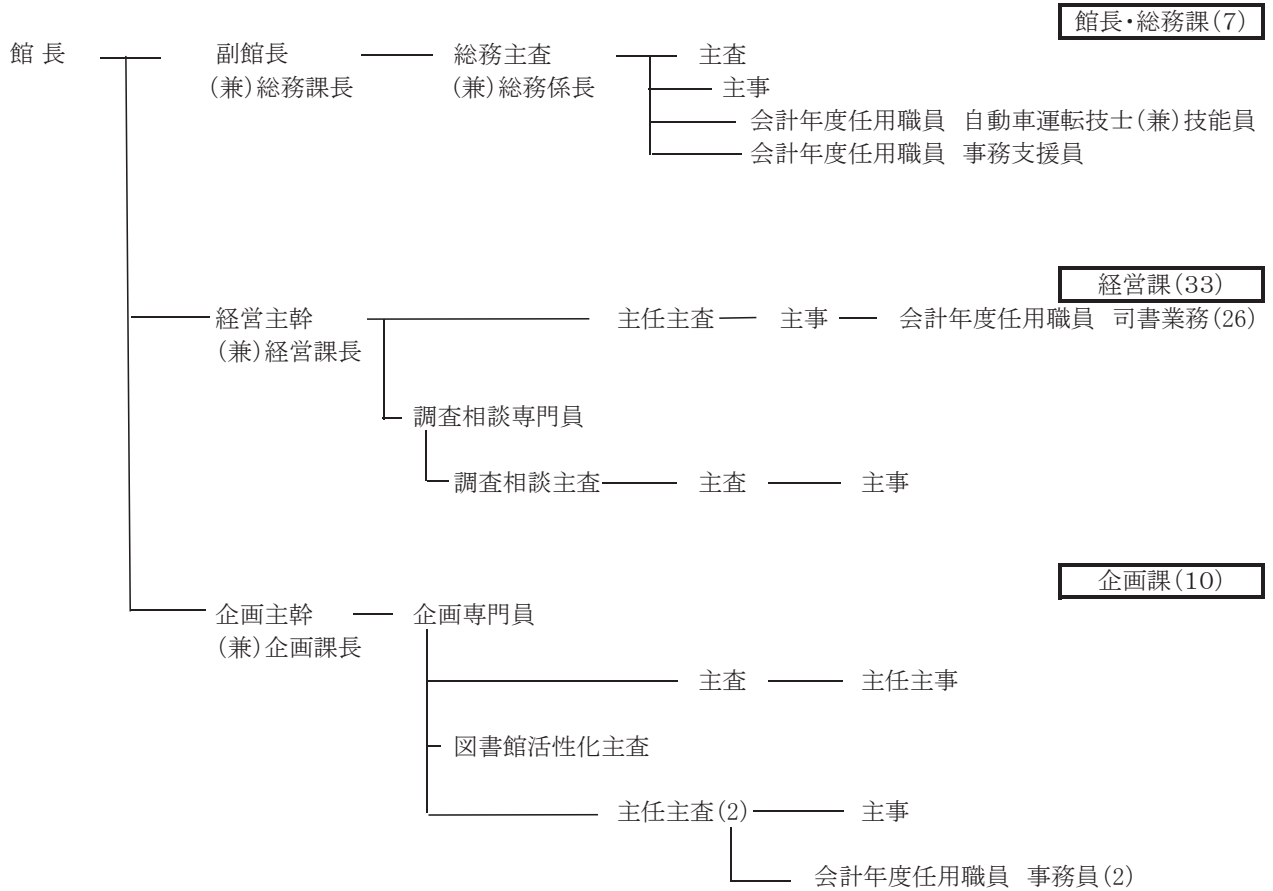 館長・総務課(7)
館 長 副館長 総務主査 主査
(兼)総務課長 (兼)総務係長 主事
会計年度任用職員 自動車運転技士(兼)技能員
会計年度任用職員 事務支援員
経営課(33)
経営主幹 主任主査 主事 会計年度任用職員 司書業務(26)
(兼)経営課長
調査相談専門員
調査相談主査 主査 主事
企画課(10)
企画主幹 企画専門員
(兼)企画課長
主査 主任主事
図書館活性化主査
主任主査(2) 主事
会計年度任用職員 事務員(2)